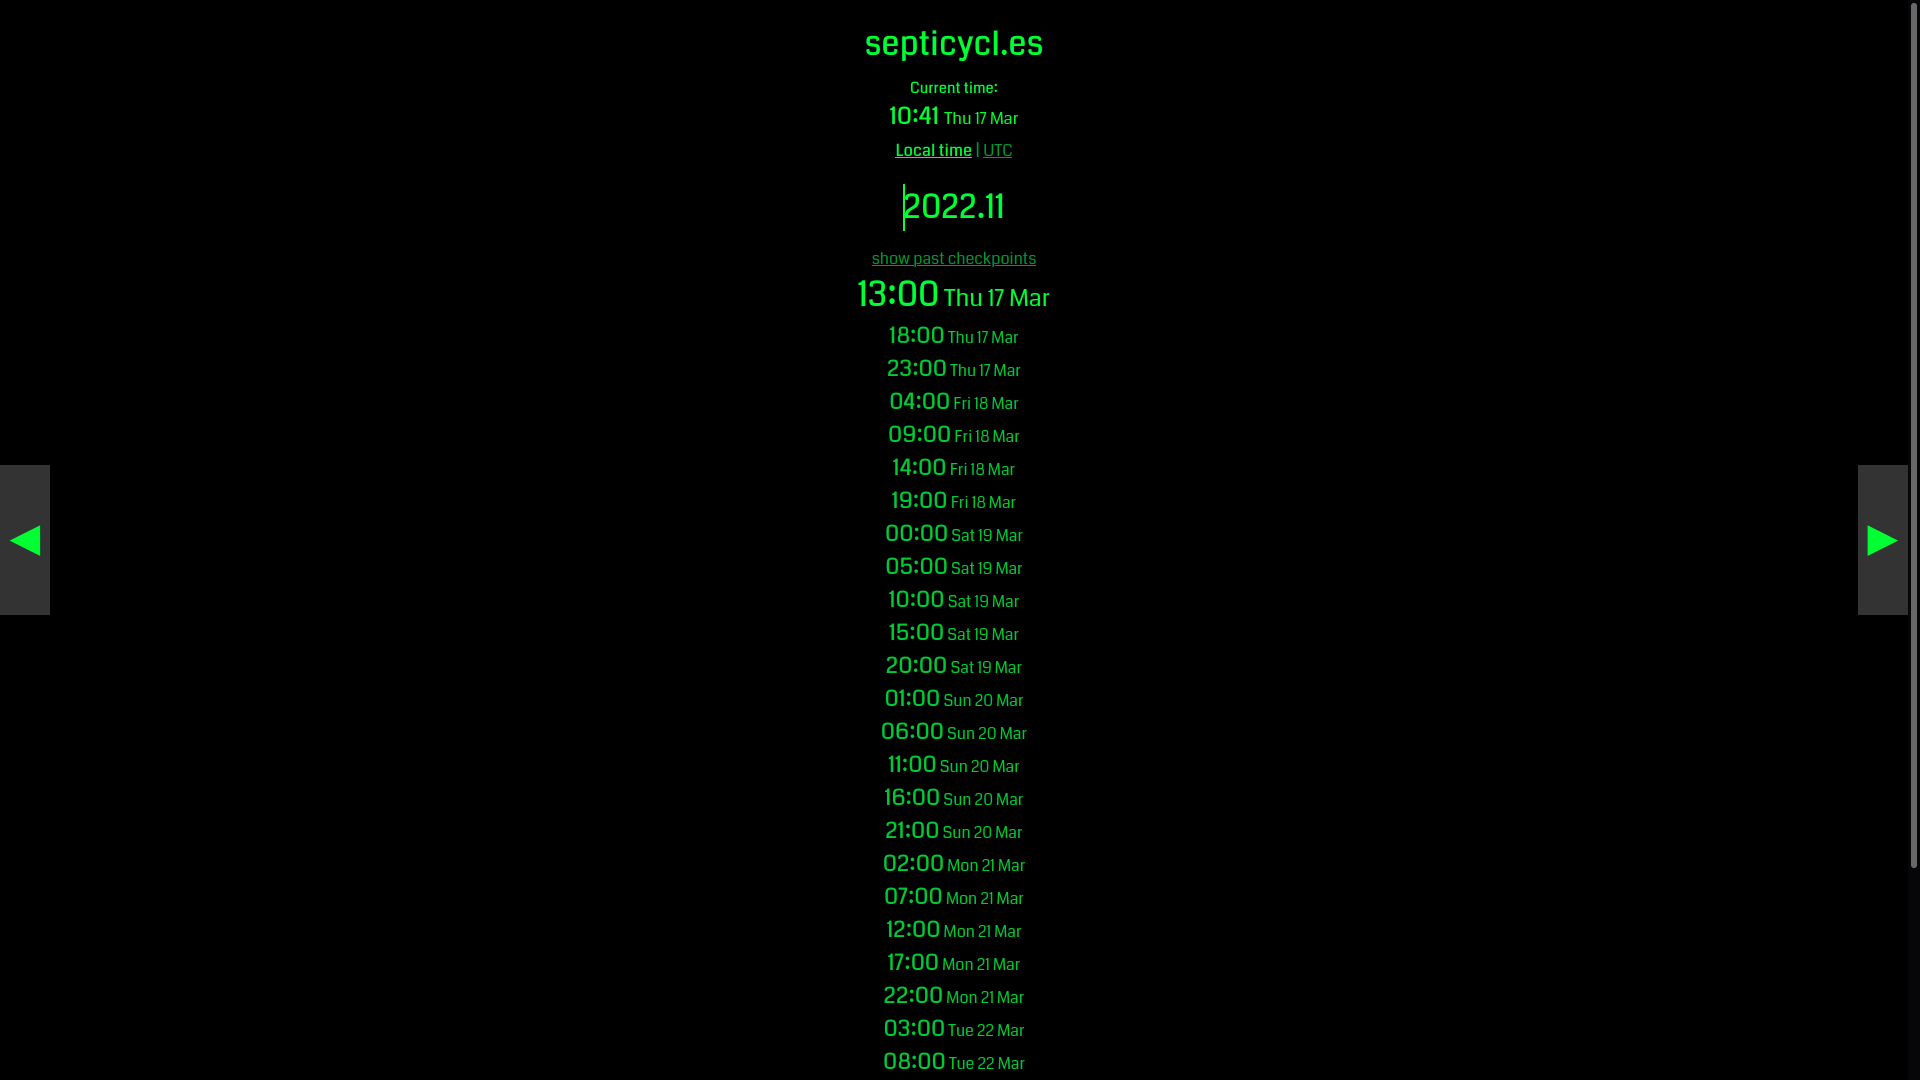 septicycl.es
Current time:
10:41 Thu 17 Mar
Local time | UTC
2022.11
show past checkpoints
13:00 Thu 17 Mar
18:00 Thu 17 Mar
23:00 Thu 17 Mar
04:00 Fri 18 Mar
09:00 Fri 18 Mar
14:00 Fri 18 Mar
19:00 Fri 18 Mar
00:00 Sat 19 Mar
05:00 Sat 19 Mar
10:00 Sat 19 Mar
15:00 Sat 19 Mar
20:00 Sat 19 Mar
01:00 Sun 20 Mar
06:00 Sun 20 Mar
11:00 Sun 20 Mar
16:00 Sun 20 Mar
21:00 Sun 20 Mar
02:00 Mon 21 Mar
07:00 Mon 21 Mar
12:00 Mon 21 Mar
17:00 Mon 21 Mar
22:00 Mon 21 Mar
03:00 Tue 22 Mar
08:00 Tue 22 Mar